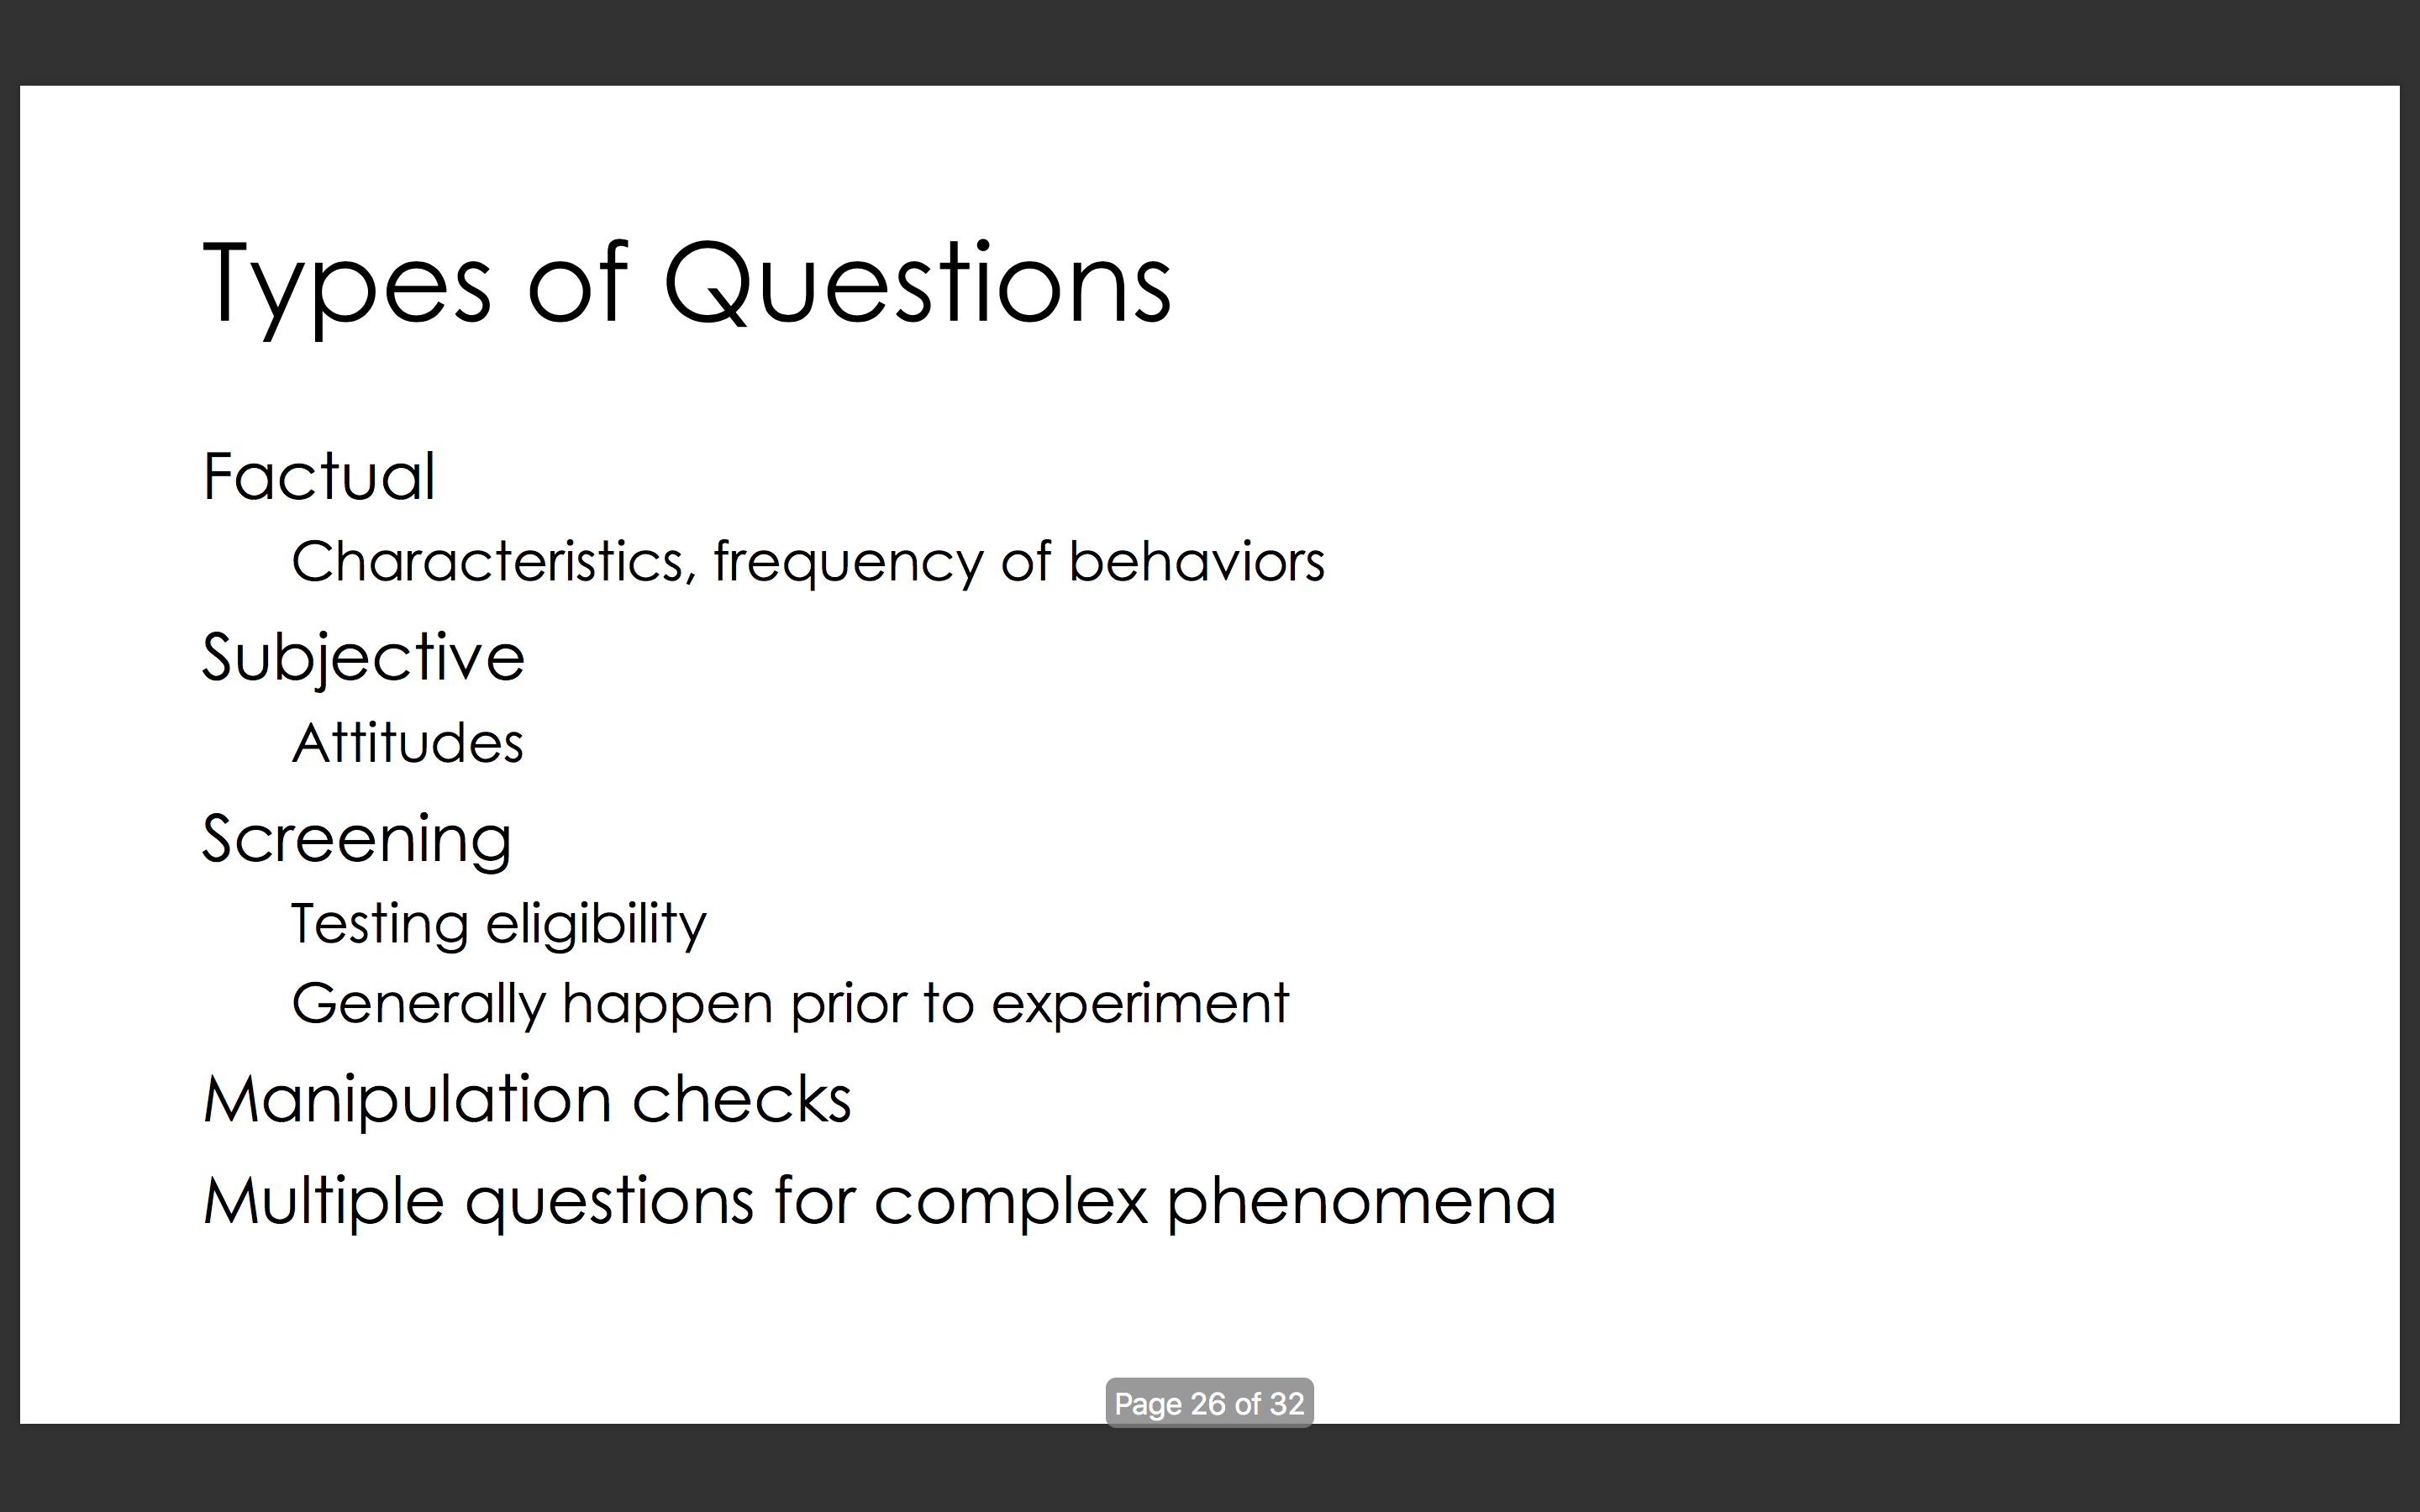 Types of Questions
Factual
Characteristics, frequency of behaviors
Subjective
Attitudes
Screening
Testing eligibility
Generally happen prior to experiment
Manipulation checks
Multiple questions for complex phenomena
Page 26 of 32